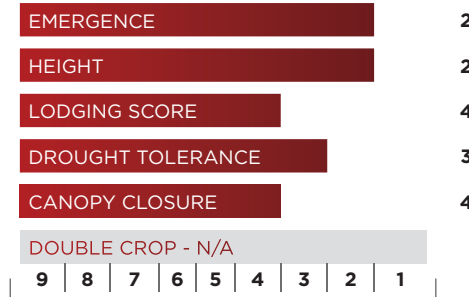 EMERGENCE 2
HEIGHT 2
LODGING SCORE 4
DROUGHT TOLERANCE 3
CANOPY CLOSURE 4
DOUBLE CROP - N/A
9 8 7 6 5 4 3 2 1